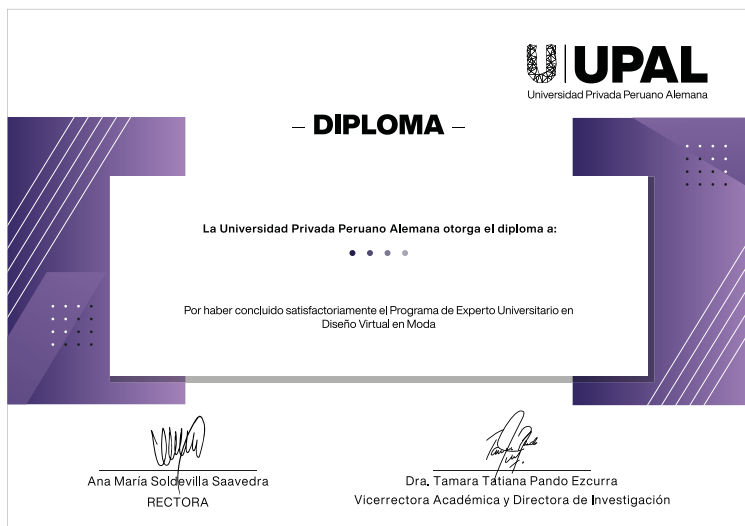 UPAL
Universidad Privada Peruano Alemana
– DIPLOMA –
La Universidad Privada Peruano Alemana otorga el diploma a:
Por haber concluido satisfactoriamente el Programa de Experto Universitario en
Diseño Virtual en Moda
Ana María Soldevilla Saavedra
RECTORA
Dra. Tamara Tatiana Pando Ezcurra
Vicerrectora Académica y Directora de Investigación